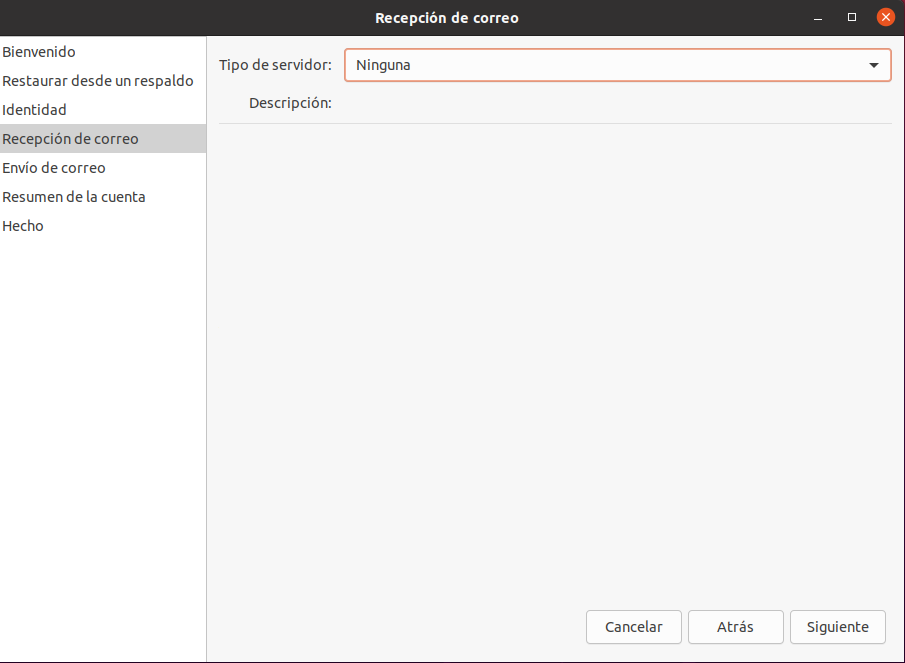 Recepción de correo
Bienvenido
Restaurar desde un respaldo
Identidad
Recepción de correo
Envío de correo
Resumen de la cuenta
Hecho
Tipo de servidor: Ninguna
Descripción:
Cancelar Atrás Siguiente